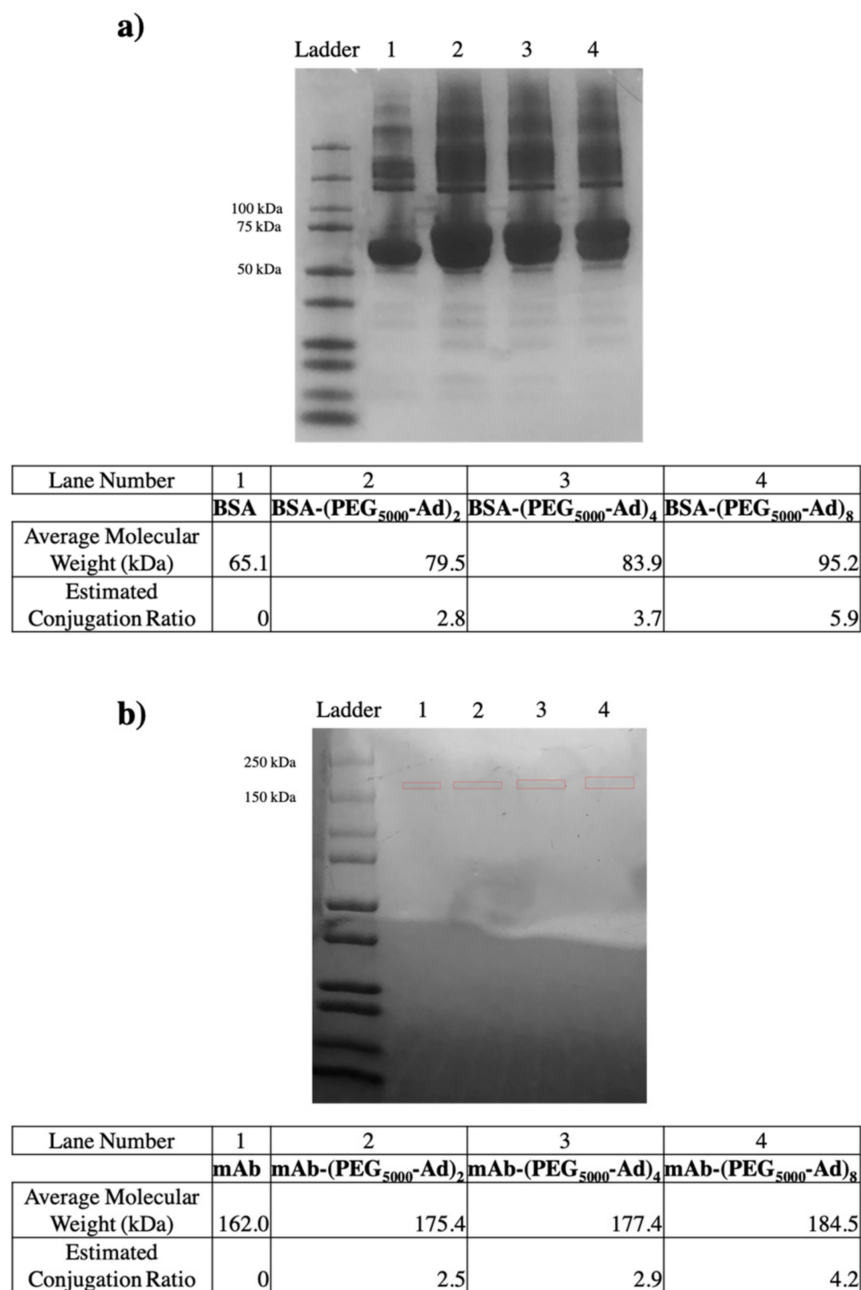 a)
Ladder 1 2 3 4
100 kDa
75 kDa
50 kDa
Lane Number 1 2 3 4
BSA BSA-(PEG5000-Ad)2 BSA-(PEG5000-Ad)4 BSA-(PEG5000-Ad)8
Average Molecular
Weight (kDa) 65.1 79.5 83.9 95.2
Estimated
Conjugation Ratio 0 2.8 3.7 5.9
b)
Ladder 1 2 3 4
250 kDa
150 kDa
Lane Number 1 2 3 4
mAb mAb-(PEG5000-Ad)2 mAb-(PEG5000-Ad)4 mAb-(PEG5000-Ad)8
Average Molecular
Weight (kDa) 162.0 175.4 177.4 184.5
Estimated
Conjugation Ratio 0 2.5 2.9 4.2